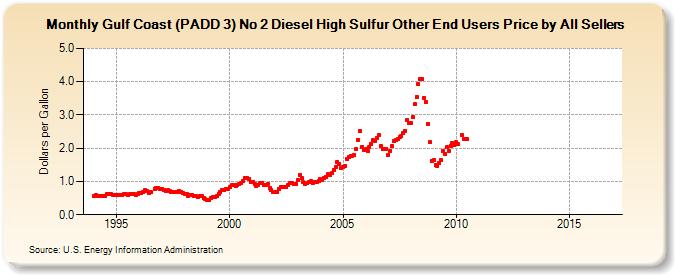 Monthly Gulf Coast (PADD 3) No 2 Diesel High Sulfur Other End Users Price by All Sellers
Dollars per Gallon
5.0
4.0
3.0
2.0
1.0
0.0
1995 2000 2005 2010 2015
Source: U.S. Energy Information Administration